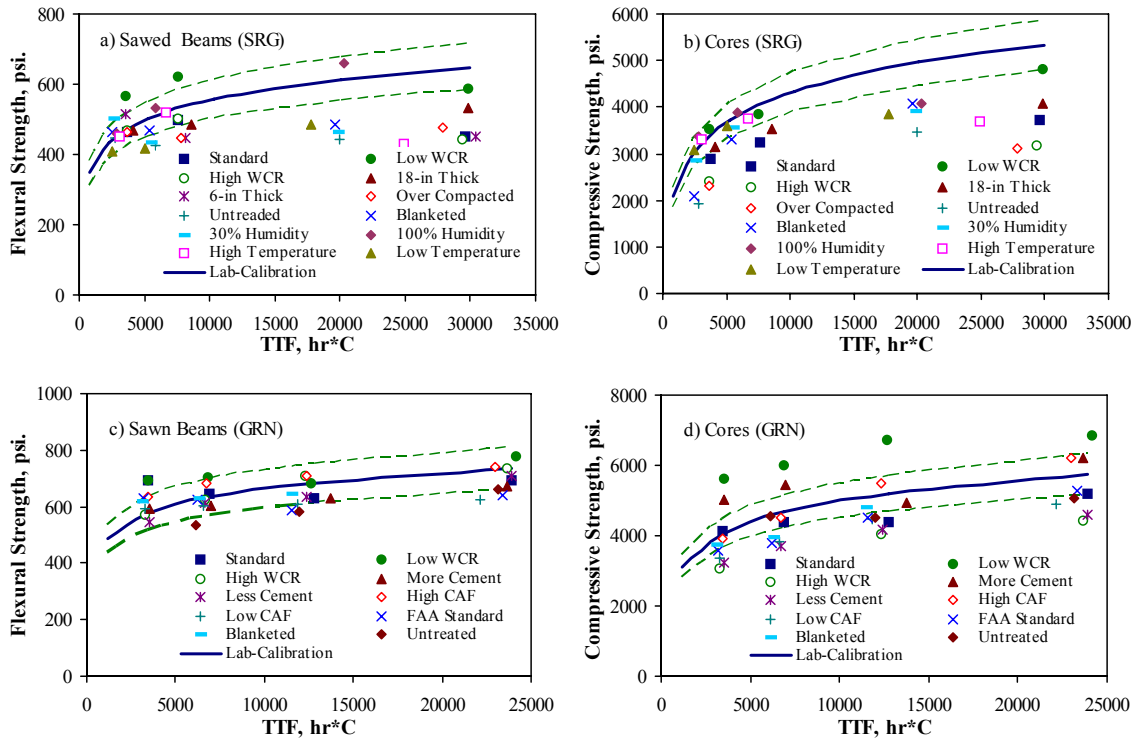 a) Sawed Beams (SRG)
Flexural Strength, psi.
800
600
400
200
0
Standard Low WCR
High WCR 18-in Thick
6-in Thick Over Compacted
Untreaded Blanketed
30% Humidity 100% Humidity
High Temperature Low Temperature
Lab-Calibration
0 5000 10000 15000 20000 25000 30000 35000
TTF, hr*C
b) Cores (SRG)
Compressive Strength, psi.
6000
5000
4000
3000
2000
1000
0
Standard Low WCR
High WCR 18-in Thick
Over Compacted Untreaded
Blanketed 30% Humidity
100% Humidity High Temperature
Low Temperature Lab-Calibration
0 5000 10000 15000 20000 25000 30000 35000
TTF, hr*C
c) Sawn Beams (GRN)
Flexural Strength, psi.
1000
800
600
400
200
0
Standard Low WCR
High WCR More Cement
Less Cement High CAF
Low CAF FAA Standard
Blanketed Untreated
Lab-Calibration
0 5000 10000 15000 20000 25000
TTF, hr*C
d) Cores (GRN)
Compressive Strength, psi.
8000
6000
4000
2000
0
Standard Low WCR
High WCR More Cement
Less Cement High CAF
Low CAF FAA Standard
Blanketed Untreated
Lab-Calibration
0 5000 10000 15000 20000 25000
TTF, hr*C